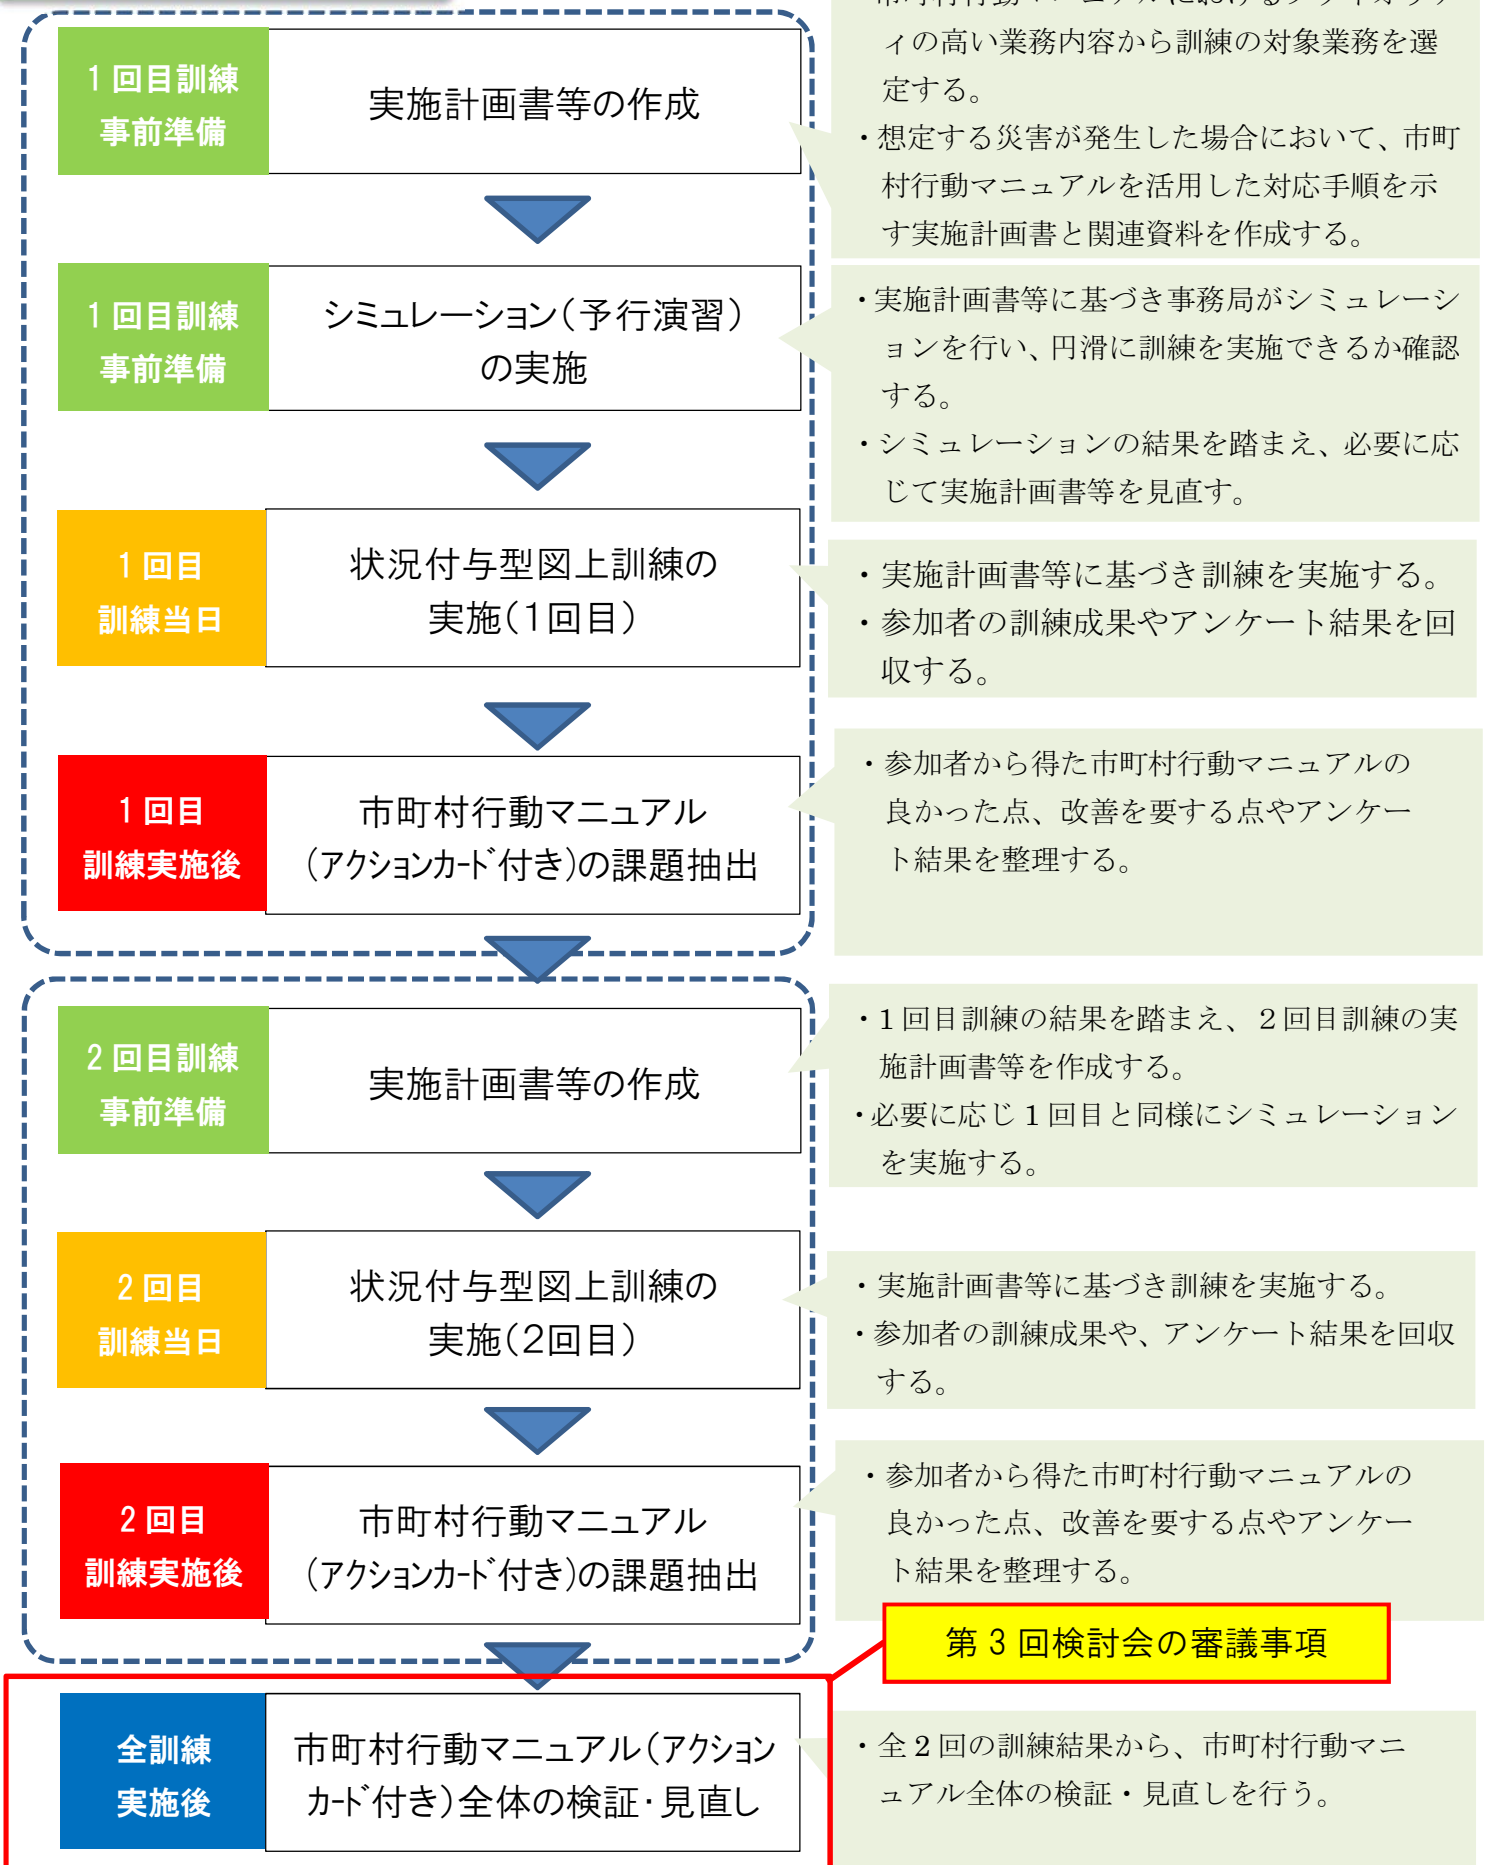 1回目訓練
事前準備
実施計画書等の作成
ィの高い業務内容から訓練の対象業務を選
定する。
・想定する災害が発生した場合において、市町
村行動マニュアルを活用した対応手順を示
す実施計画書と関連資料を作成する。
1回目訓練
事前準備
シミュレーション(予行演習)
の実施
・実施計画書等に基づき事務局がシミュレーシ
ョンを行い、円滑に訓練を実施できるか確認
する。
・シミュレーションの結果を踏まえ、必要に応
じて実施計画書等を見直す。
1回目
訓練当日
状況付与型図上訓練の
実施(1回目)
・実施計画書等に基づき訓練を実施する。
・参加者の訓練成果やアンケート結果を回
収する。
1回目
訓練実施後
市町村行動マニュアル
(アクションカード付き)の課題抽出
・参加者から得た市町村行動マニュアルの
良かった点、改善を要する点やアンケー
ト結果を整理する。
2回目訓練
事前準備
実施計画書等の作成
・1回目訓練の結果を踏まえ、2回目訓練の実
施計画書等を作成する。
・必要に応じ1回目と同様にシミュレーション
を実施する。
2回目
訓練当日
状況付与型図上訓練の
実施(2回目)
・実施計画書等に基づき訓練を実施する。
・参加者の訓練成果や、アンケート結果を回収
する。
2回目
訓練実施後
市町村行動マニュアル
(アクションカード付き)の課題抽出
・参加者から得た市町村行動マニュアルの
良かった点、改善を要する点やアンケー
ト結果を整理する。
第3回検討会の審議事項
全訓練
実施後
市町村行動マニュアル(アクション
カード付き)全体の検証・見直し
・全2回の訓練結果から、市町村行動マニ
ュアル全体の検証・見直しを行う。